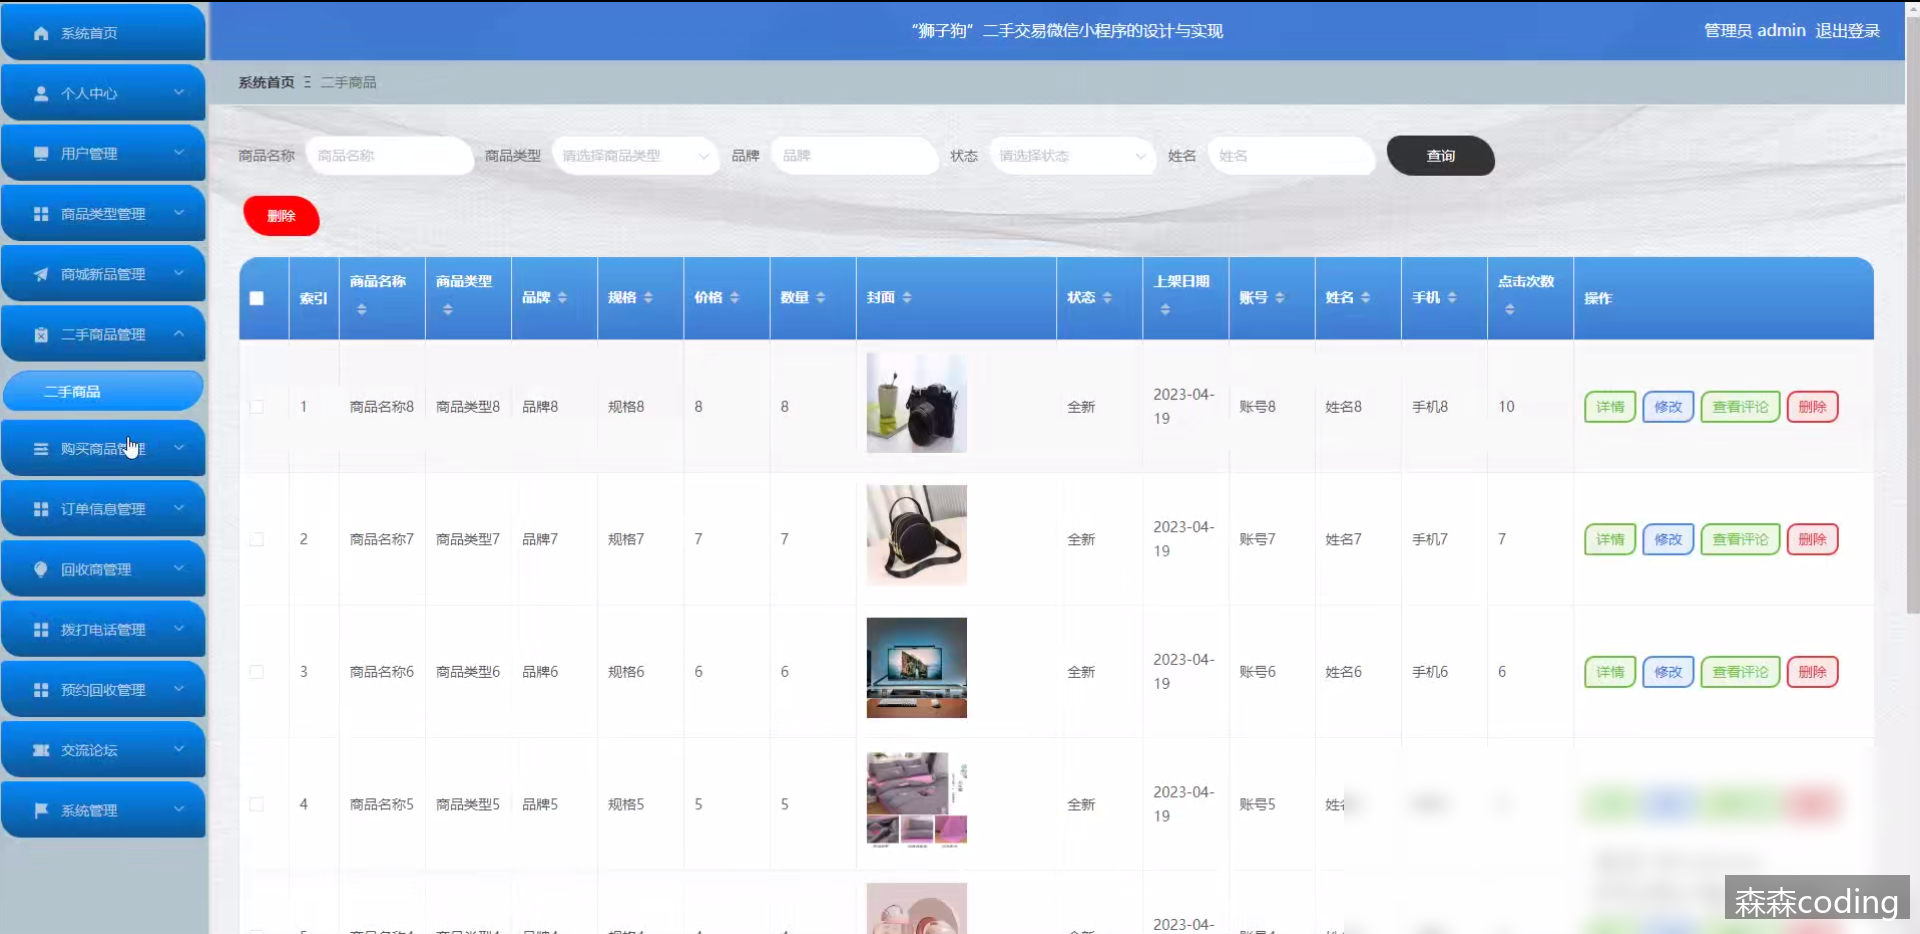 “狮子狗”二手交易微信小程序的设计与实现
管理员 admin 退出登录
系统首页
个人中心
用户管理
商品类型管理
商城新品管理
二手商品管理
二手商品
购买商品管理
订单信息管理
回收商管理
拨打电话管理
预约回收管理
交流论坛
系统管理
系统首页 二手商品
商品名称 商品名称 商品类型 请选择商品类型 品牌 品牌 状态 请选择状态 姓名 姓名 查询
删除
索引 商品名称 商品类型 品牌 规格 价格 数量 封面 状态 上架日期 账号 姓名 手机 点击次数 操作
1 商品名称8 商品类型8 品牌8 规格8 8 8 全新 2023-04-19 账号8 姓名8 手机8 10 详情 修改 查看评论 删除
2 商品名称7 商品类型7 品牌7 规格7 7 7 全新 2023-04-19 账号7 姓名7 手机7 7 详情 修改 查看评论 删除
3 商品名称6 商品类型6 品牌6 规格6 6 6 全新 2023-04-19 账号6 姓名6 手机6 6 详情 修改 查看评论 删除
4 商品名称5 商品类型5 品牌5 规格5 5 5 全新 2023-04-19 账号5
2023-04-
森森coding